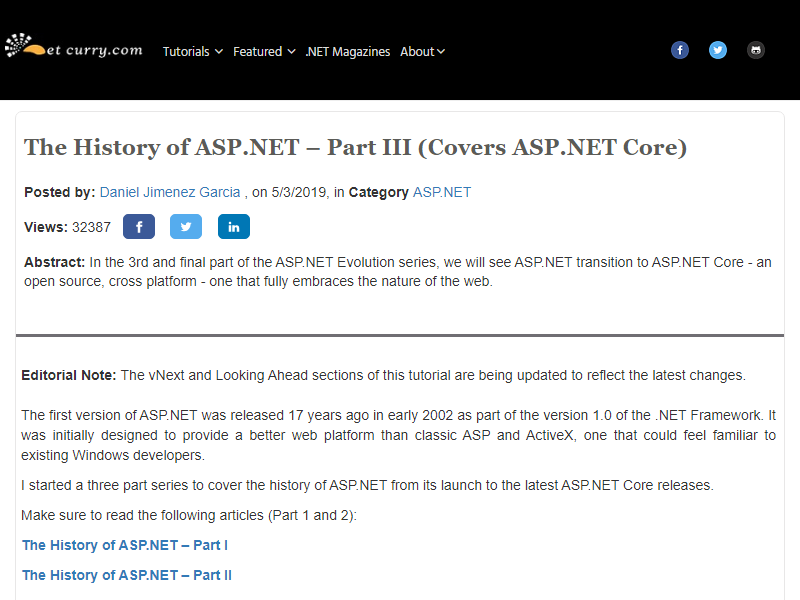 et curry.com
Tutorials Featured .NET Magazines About
The History of ASP.NET – Part III (Covers ASP.NET Core)
Posted by: Daniel Jimenez Garcia , on 5/3/2019, in Category ASP.NET
Views: 32387
Abstract: In the 3rd and final part of the ASP.NET Evolution series, we will see ASP.NET transition to ASP.NET Core - an
open source, cross platform - one that fully embraces the nature of the web.
Editorial Note: The vNext and Looking Ahead sections of this tutorial are being updated to reflect the latest changes.
The first version of ASP.NET was released 17 years ago in early 2002 as part of the version 1.0 of the .NET Framework. It
was initially designed to provide a better web platform than classic ASP and ActiveX, one that could feel familiar to
existing Windows developers.
I started a three part series to cover the history of ASP.NET from its launch to the latest ASP.NET Core releases.
Make sure to read the following articles (Part 1 and 2):
The History of ASP.NET – Part I
The History of ASP.NET – Part II